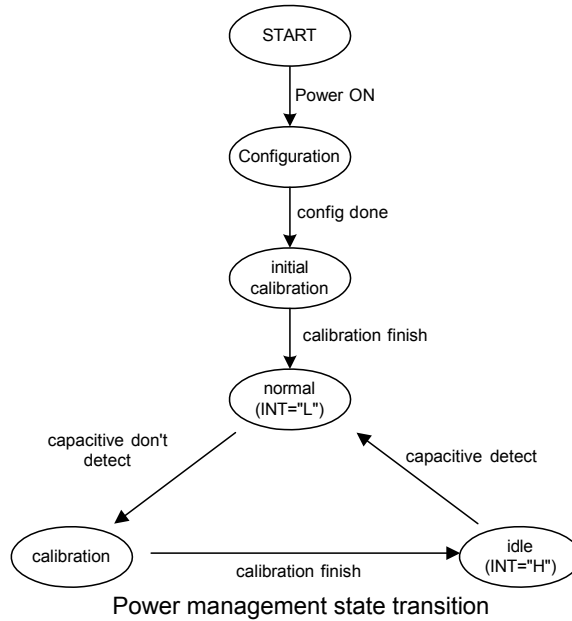 START
Power ON
Configuration
config done
initial
calibration
calibration finish
normal
(INT="L")
capacitive don't
detect
capacitive detect
calibration
calibration finish
idle
(INT="H")
Power management state transition